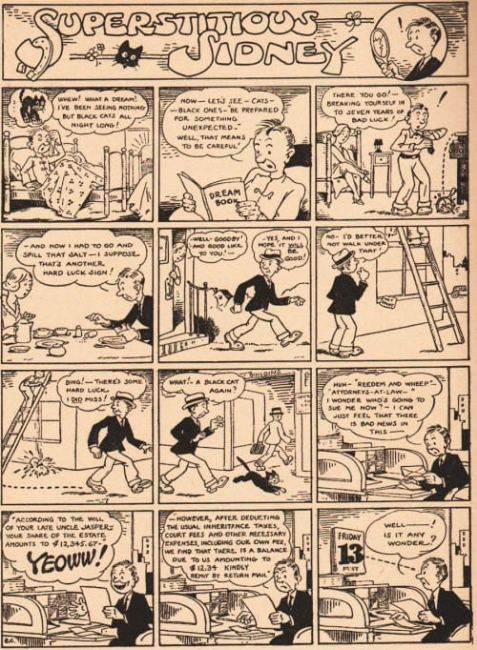 SUPERSTITIOUS
SIDNEY
WHEW! WHAT A DREAM!
I'VE BEEN SEEING NOTHING
BUT BLACK CATS ALL
NIGHT LONG!
NOW— LET'S SEE— CATS—
—BLACK ONES—"BE PREPARED
FOR SOMETHING
UNEXPECTED—"
WELL, THAT MEANS
TO BE CAREFUL!
DREAM
BOOK
THERE YOU GO!—
BREAKING YOURSELF IN
TO SEVEN YEARS OF
BAD LUCK!
!
—AND NOW I HAD TO GO AND
SPILL THAT SALT— I SUPPOSE
THAT'S ANOTHER
HARD LUCK SIGN!
—WELL— GOODBY
AND GOOD LUCK
TO YOU!—
—YES, AND I
HOPE IT WILL BE
GOOD!
NO— I'D BETTER
NOT WALK UNDER
THAT!
DING!— THERE'S SOME
HARD LUCK
I DID MISS!
WHAT!— A BLACK CAT
AGAIN?
BUILDING
HUH— "REEDEM AND WHEEP"—
"ATTORNEYS-AT-LAW—"
I WONDER WHO'S GOING TO
SUE ME NOW?— I CAN
JUST FEEL THAT THERE
IS BAD NEWS IN
THIS——
"ACCORDING TO THE WILL
OF YOUR LATE UNCLE JASPER—
YOUR SHARE OF THE ESTATE
AMOUNTS TO $12,345.67—"
YEOWW!
—HOWEVER, AFTER DEDUCTING
THE USUAL INHERITANCE TAXES,
COURT FEES AND OTHER NECESSARY
EXPENSES, INCLUDING OUR OWN FEE,
WE FIND THAT THERE IS A BALANCE
DUE TO US AMOUNTING TO
$12.34 KINDLY
REMIT BY RETURN MAIL"
FRIDAY
13
MAY
WELL——
IS IT ANY
WONDER—?